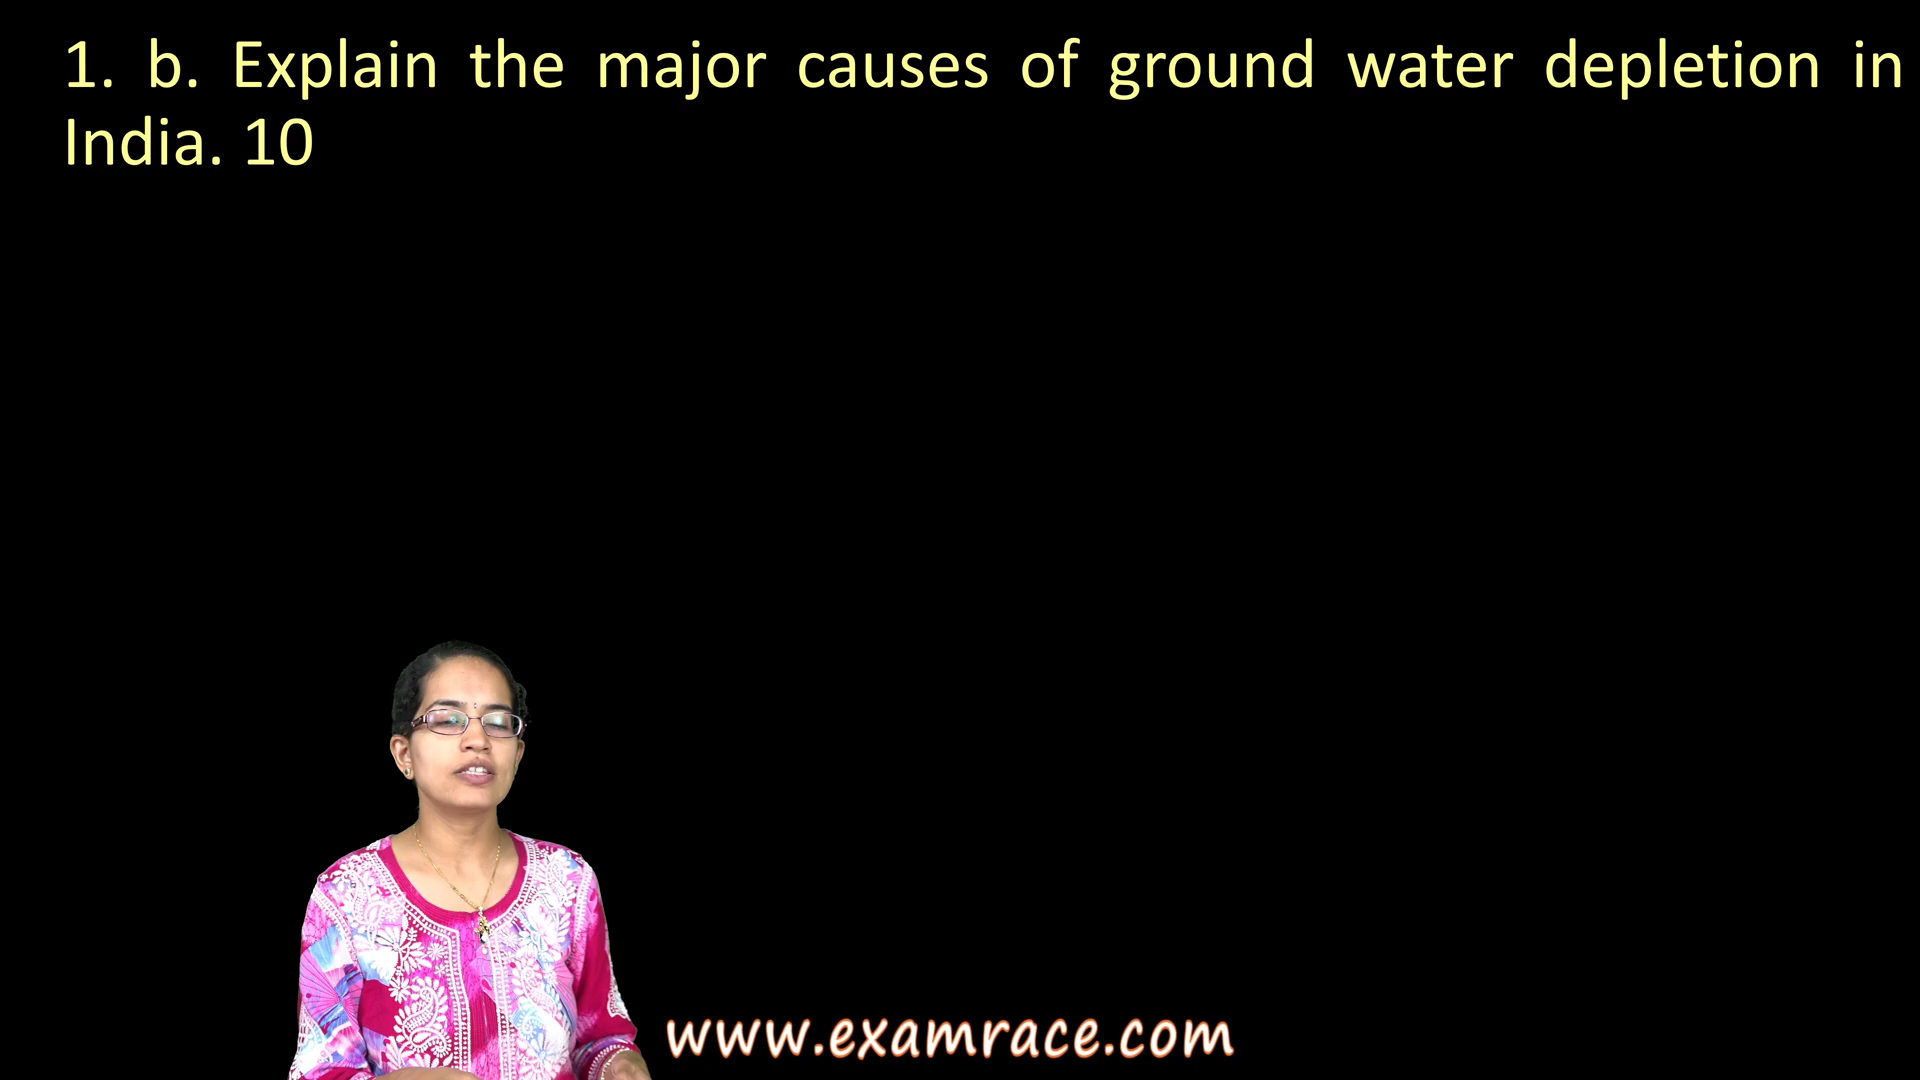 1. b. Explain the major causes of ground water depletion in
India. 10
www.examrace.com